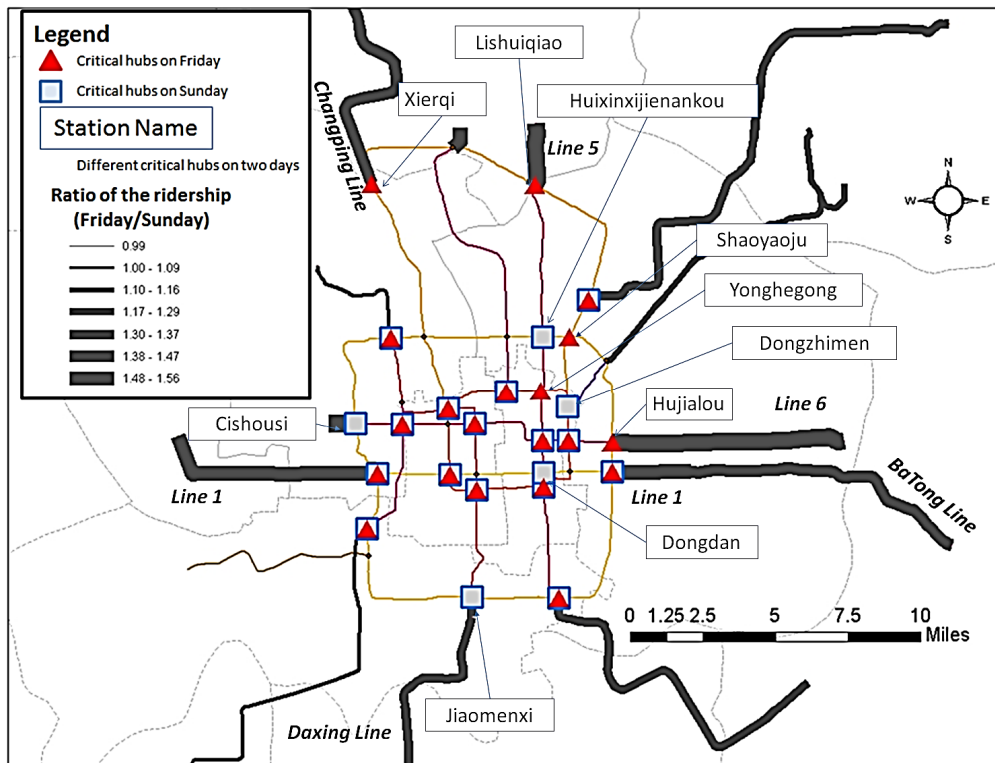 Legend
Critical hubs on Friday
Critical hubs on Sunday
Station Name
Different critical hubs on two days
Ratio of the ridership
(Friday/Sunday)
0.99
1.00 - 1.09
1.10 - 1.16
1.17 - 1.29
1.30 - 1.37
1.38 - 1.47
1.48 - 1.56
Lishuiqiao
Xierqi
Huixinxijienankou
Changping Line
Line 5
N
W
E
S
Shaoyaoju
Yonghegong
Dongzhimen
Hujialou
Line 6
Cishousi
Line 1
Line 1
BaTong Line
Dongdan
0 1.25 2.5 5 7.5 10
Miles
Jiaomenxi
Daxing Line